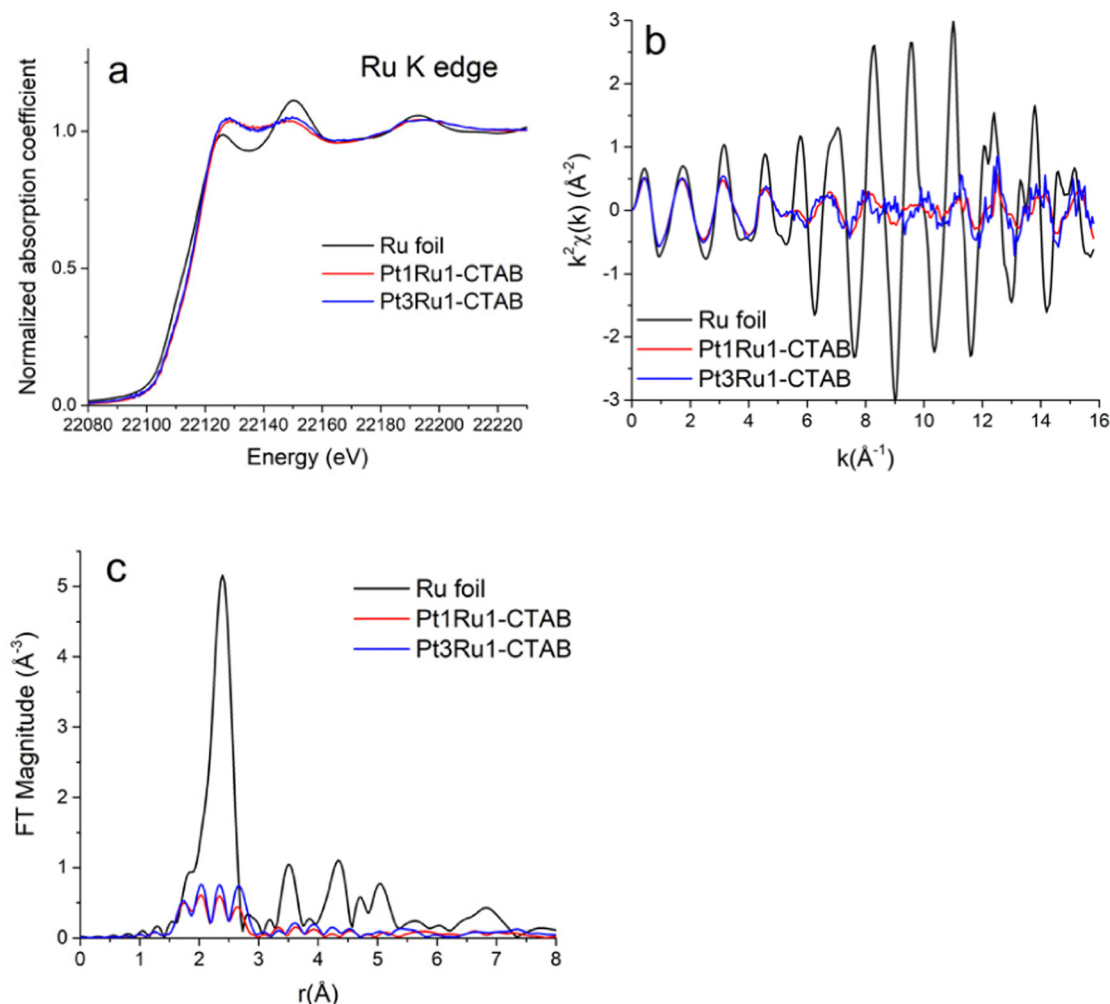 a
Ru K edge
Normalized absorption coefficient
1.0
0.5
0.0
Ru foil
Pt1Ru1-CTAB
Pt3Ru1-CTAB
22080 22100 22120 22140 22160 22180 22200 22220
Energy (eV)
b
k²χ(k) (Å⁻²)
3
2
1
0
-1
-2
-3
Ru foil
Pt1Ru1-CTAB
Pt3Ru1-CTAB
0 2 4 6 8 10 12 14 16
k(Å⁻¹)
c
FT Magnitude (Å⁻³)
5
4
3
2
1
0
Ru foil
Pt1Ru1-CTAB
Pt3Ru1-CTAB
0 1 2 3 4 5 6 7 8
r(Å)